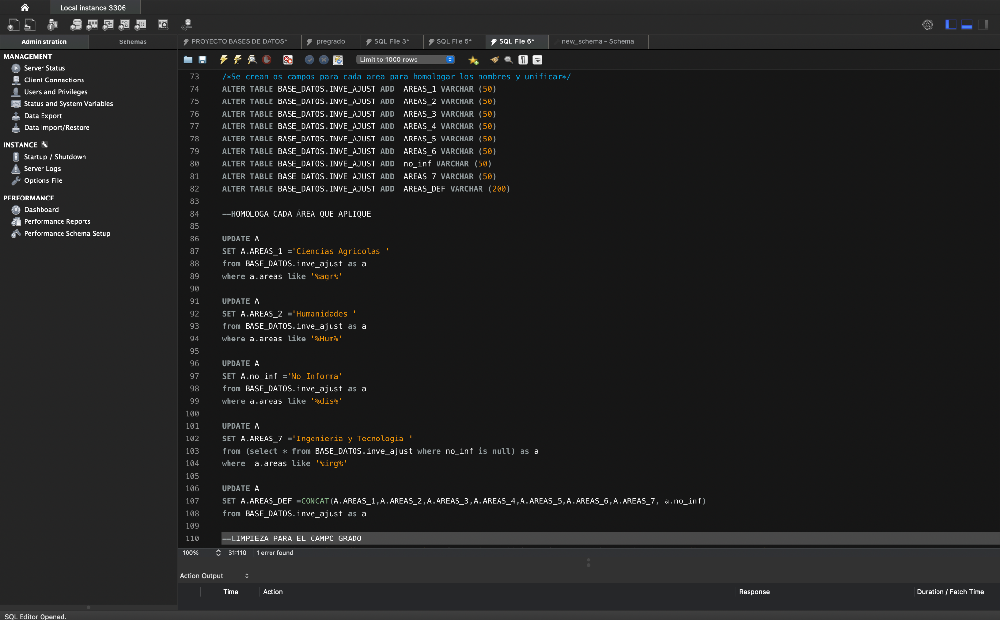 Local instance 3306
Administration
Schemas
PROYECTO BASES DE DATOS*
pregrado
SQL File 3*
SQL File 5*
SQL File 6*
new_schema - Schema
MANAGEMENT
Server Status
Client Connections
Users and Privileges
Status and System Variables
Data Export
Data Import/Restore
INSTANCE
Startup / Shutdown
Server Logs
Options File
PERFORMANCE
Dashboard
Performance Reports
Performance Schema Setup
Limit to 1000 rows
73 /*Se crean os campos para cada area para homologar los nombres y unificar*/
74 ALTER TABLE BASE_DATOS.INVE_AJUST ADD  AREAS_1 VARCHAR (50)
75 ALTER TABLE BASE_DATOS.INVE_AJUST ADD  AREAS_2 VARCHAR (50)
76 ALTER TABLE BASE_DATOS.INVE_AJUST ADD  AREAS_3 VARCHAR (50)
77 ALTER TABLE BASE_DATOS.INVE_AJUST ADD  AREAS_4 VARCHAR (50)
78 ALTER TABLE BASE_DATOS.INVE_AJUST ADD  AREAS_5 VARCHAR (50)
79 ALTER TABLE BASE_DATOS.INVE_AJUST ADD  AREAS_6 VARCHAR (50)
80 ALTER TABLE BASE_DATOS.INVE_AJUST ADD  no_inf VARCHAR (50)
81 ALTER TABLE BASE_DATOS.INVE_AJUST ADD  AREAS_7 VARCHAR (50)
82 ALTER TABLE BASE_DATOS.INVE_AJUST ADD  AREAS_DEF VARCHAR (200)
83
84 --HOMOLOGA CADA ÁREA QUE APLIQUE
85
86 UPDATE A
87 SET A.AREAS_1 ='Ciencias Agricolas '
88 from BASE_DATOS.inve_ajust as a
89 where a.areas like '%agr%'
90
91 UPDATE A
92 SET A.AREAS_2 ='Humanidades '
93 from BASE_DATOS.inve_ajust as a
94 where a.areas like '%Hum%'
95
96 UPDATE A
97 SET A.no_inf ='No_Informa'
98 from BASE_DATOS.inve_ajust as a
99 where a.areas like '%dis%'
100
101 UPDATE A
102 SET A.AREAS_7 ='Ingenieria y Tecnologia '
103 from (select * from BASE_DATOS.inve_ajust where no_inf is null) as a
104 where  a.areas like '%ing%'
105
106 UPDATE A
107 SET A.AREAS_DEF =CONCAT(A.AREAS_1,A.AREAS_2,A.AREAS_3,A.AREAS_4,A.AREAS_5,A.AREAS_6,A.AREAS_7, a.no_inf)
108 from BASE_DATOS.inve_ajust as a
109
110 --LIMPIEZA PARA EL CAMPO GRADO
100%
31:110
1 error found
Action Output
Time
Action
Response
Duration / Fetch Time
SQL Editor Opened.